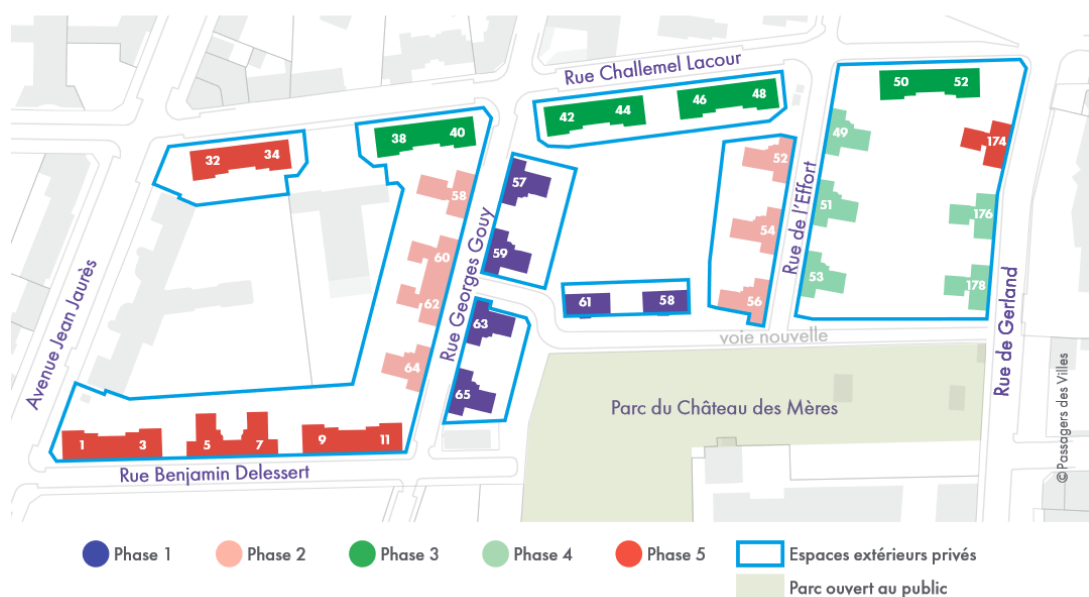 Rue Challemel Lacour
50
52
46
48
42
44
38
40
49
174
32
34
52
57
58
51
176
54
59
60
53
178
61
58
56
62
63
voie nouvelle
64
65
Parc du Château des Mères
1
3
5
7
9
11
Rue Benjamin Delessert
Avenue Jean Jaurès
Rue Georges Gouy
Rue de l'Effort
Rue de Gerland
© Passagers des Villes
Phase 1
Phase 2
Phase 3
Phase 4
Phase 5
Espaces extérieurs privés
Parc ouvert au public